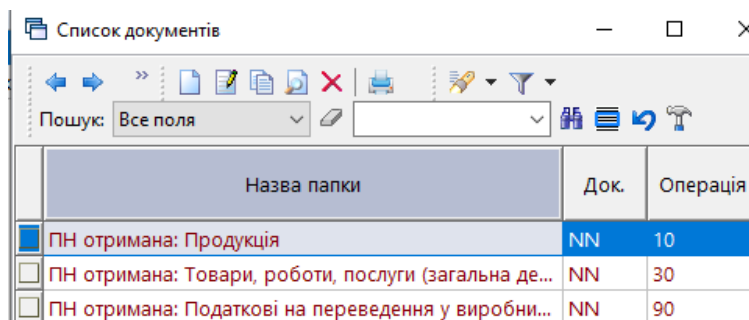 Список документів
Пошук: Все поля
Назва папки Док. Операція
ПН отримана: Продукція NN 10
ПН отримана: Товари, роботи, послуги (загальна де... NN 30
ПН отримана: Податкові на переведення у виробни... NN 90